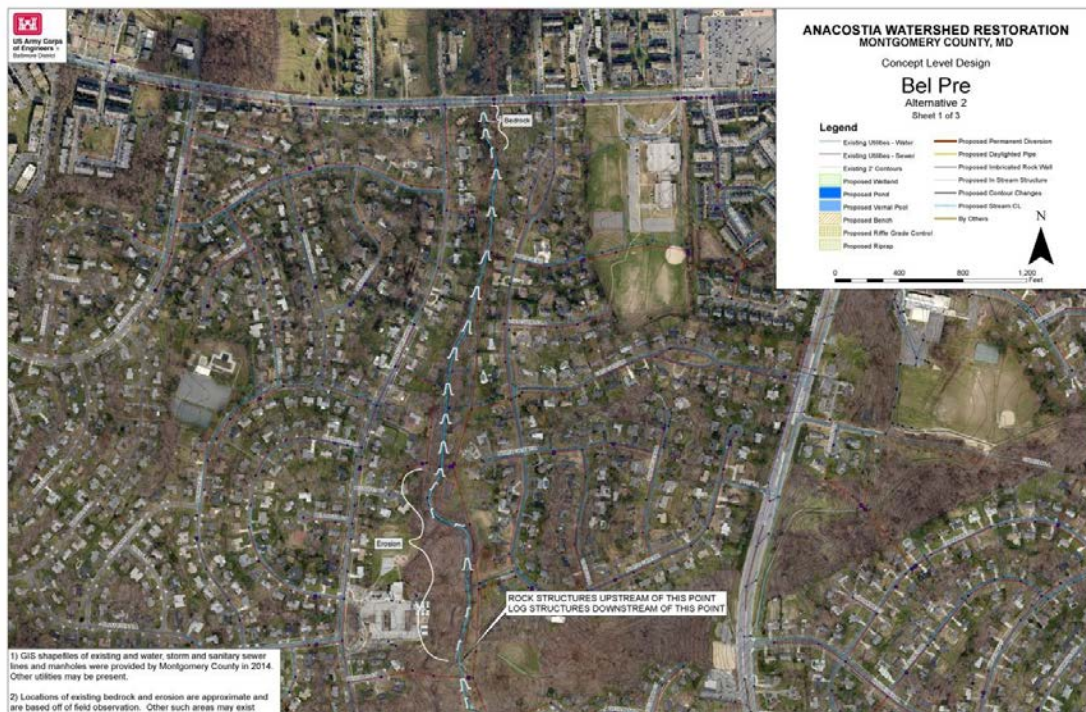 US Army Corps
of Engineers
Baltimore District
ANACOSTIA WATERSHED RESTORATION
MONTGOMERY COUNTY, MD
Concept Level Design
Bel Pre
Alternative 2
Sheet 1 of 3
Legend
Existing Utilities - Water
Existing Utilities - Sewer
Existing 2' Contours
Proposed Wetland
Proposed Pond
Proposed Vernal Pool
Proposed Bench
Proposed Riffle Grade Control
Proposed Riprap
Proposed Permanent Diversion
Proposed Daylighted Pipe
Proposed Imbricated Rock Wall
Proposed In Stream Structure
Proposed Contour Changes
Proposed Stream CL
By Others
N
0 400 800 1,200
Feet
Bedrock
Erosion
ROCK STRUCTURES UPSTREAM OF THIS POINT
LOG STRUCTURES DOWNSTREAM OF THIS POINT
1) GIS shapefiles of existing and water, storm and sanitary sewer
lines and manholes were provided by Montgomery County in 2014.
Other utilities may be present.
2) Locations of existing bedrock and erosion are approximate and
are based off of field observation. Other such areas may exist